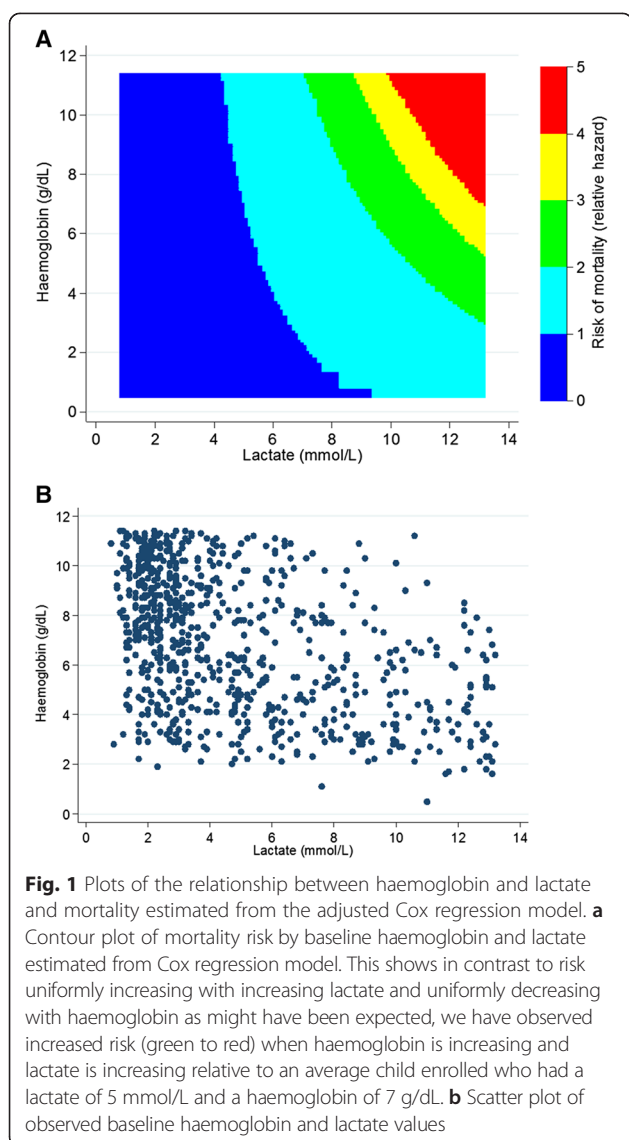 A
12
10
8
6
4
2
0
Haemoglobin (g/dL)
0 2 4 6 8 10 12 14
Lactate (mmol/L)
5
4
3
2
1
0
Risk of mortality (relative hazard)
B
12
10
8
6
4
2
0
Haemoglobin (g/dL)
0 2 4 6 8 10 12 14
Lactate (mmol/L)
Fig. 1 Plots of the relationship between haemoglobin and lactate
and mortality estimated from the adjusted Cox regression model. a
Contour plot of mortality risk by baseline haemoglobin and lactate
estimated from Cox regression model. This shows in contrast to risk
uniformly increasing with increasing lactate and uniformly decreasing
with haemoglobin as might have been expected, we have observed
increased risk (green to red) when haemoglobin is increasing and
lactate is increasing relative to an average child enrolled who had a
lactate of 5 mmol/L and a haemoglobin of 7 g/dL. b Scatter plot of
observed baseline haemoglobin and lactate values